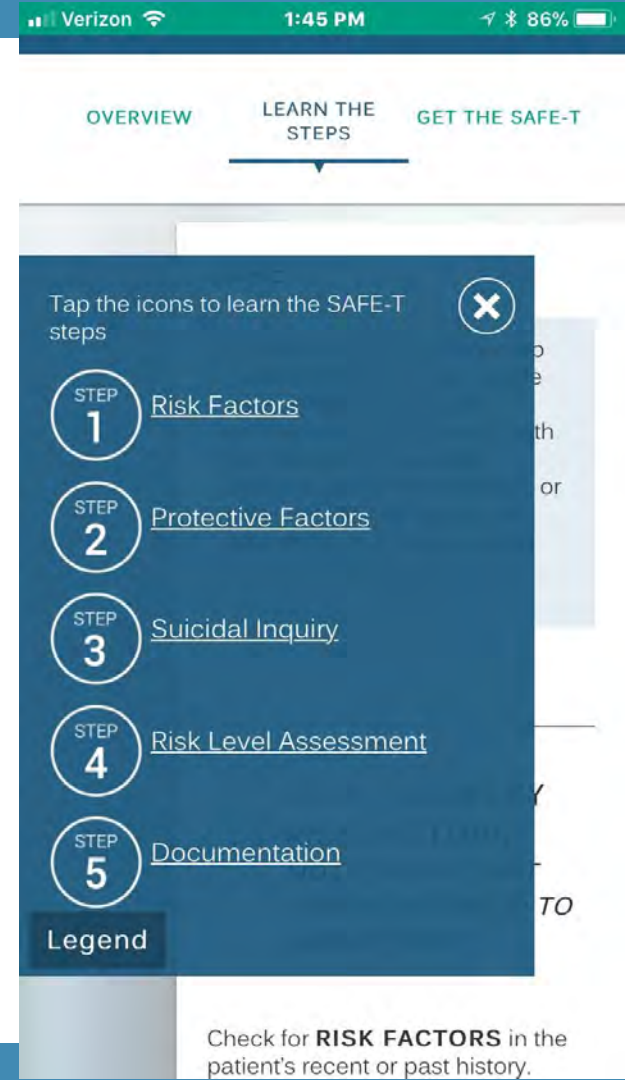 Verizon 1:45 PM 86%
OVERVIEW LEARN THE STEPS GET THE SAFE-T
Tap the icons to learn the SAFE-T
steps
STEP 1 Risk Factors
STEP 2 Protective Factors
STEP 3 Suicidal Inquiry
STEP 4 Risk Level Assessment
STEP 5 Documentation
or
TO
Legend
Check for RISK FACTORS in the
patient's recent or past history.